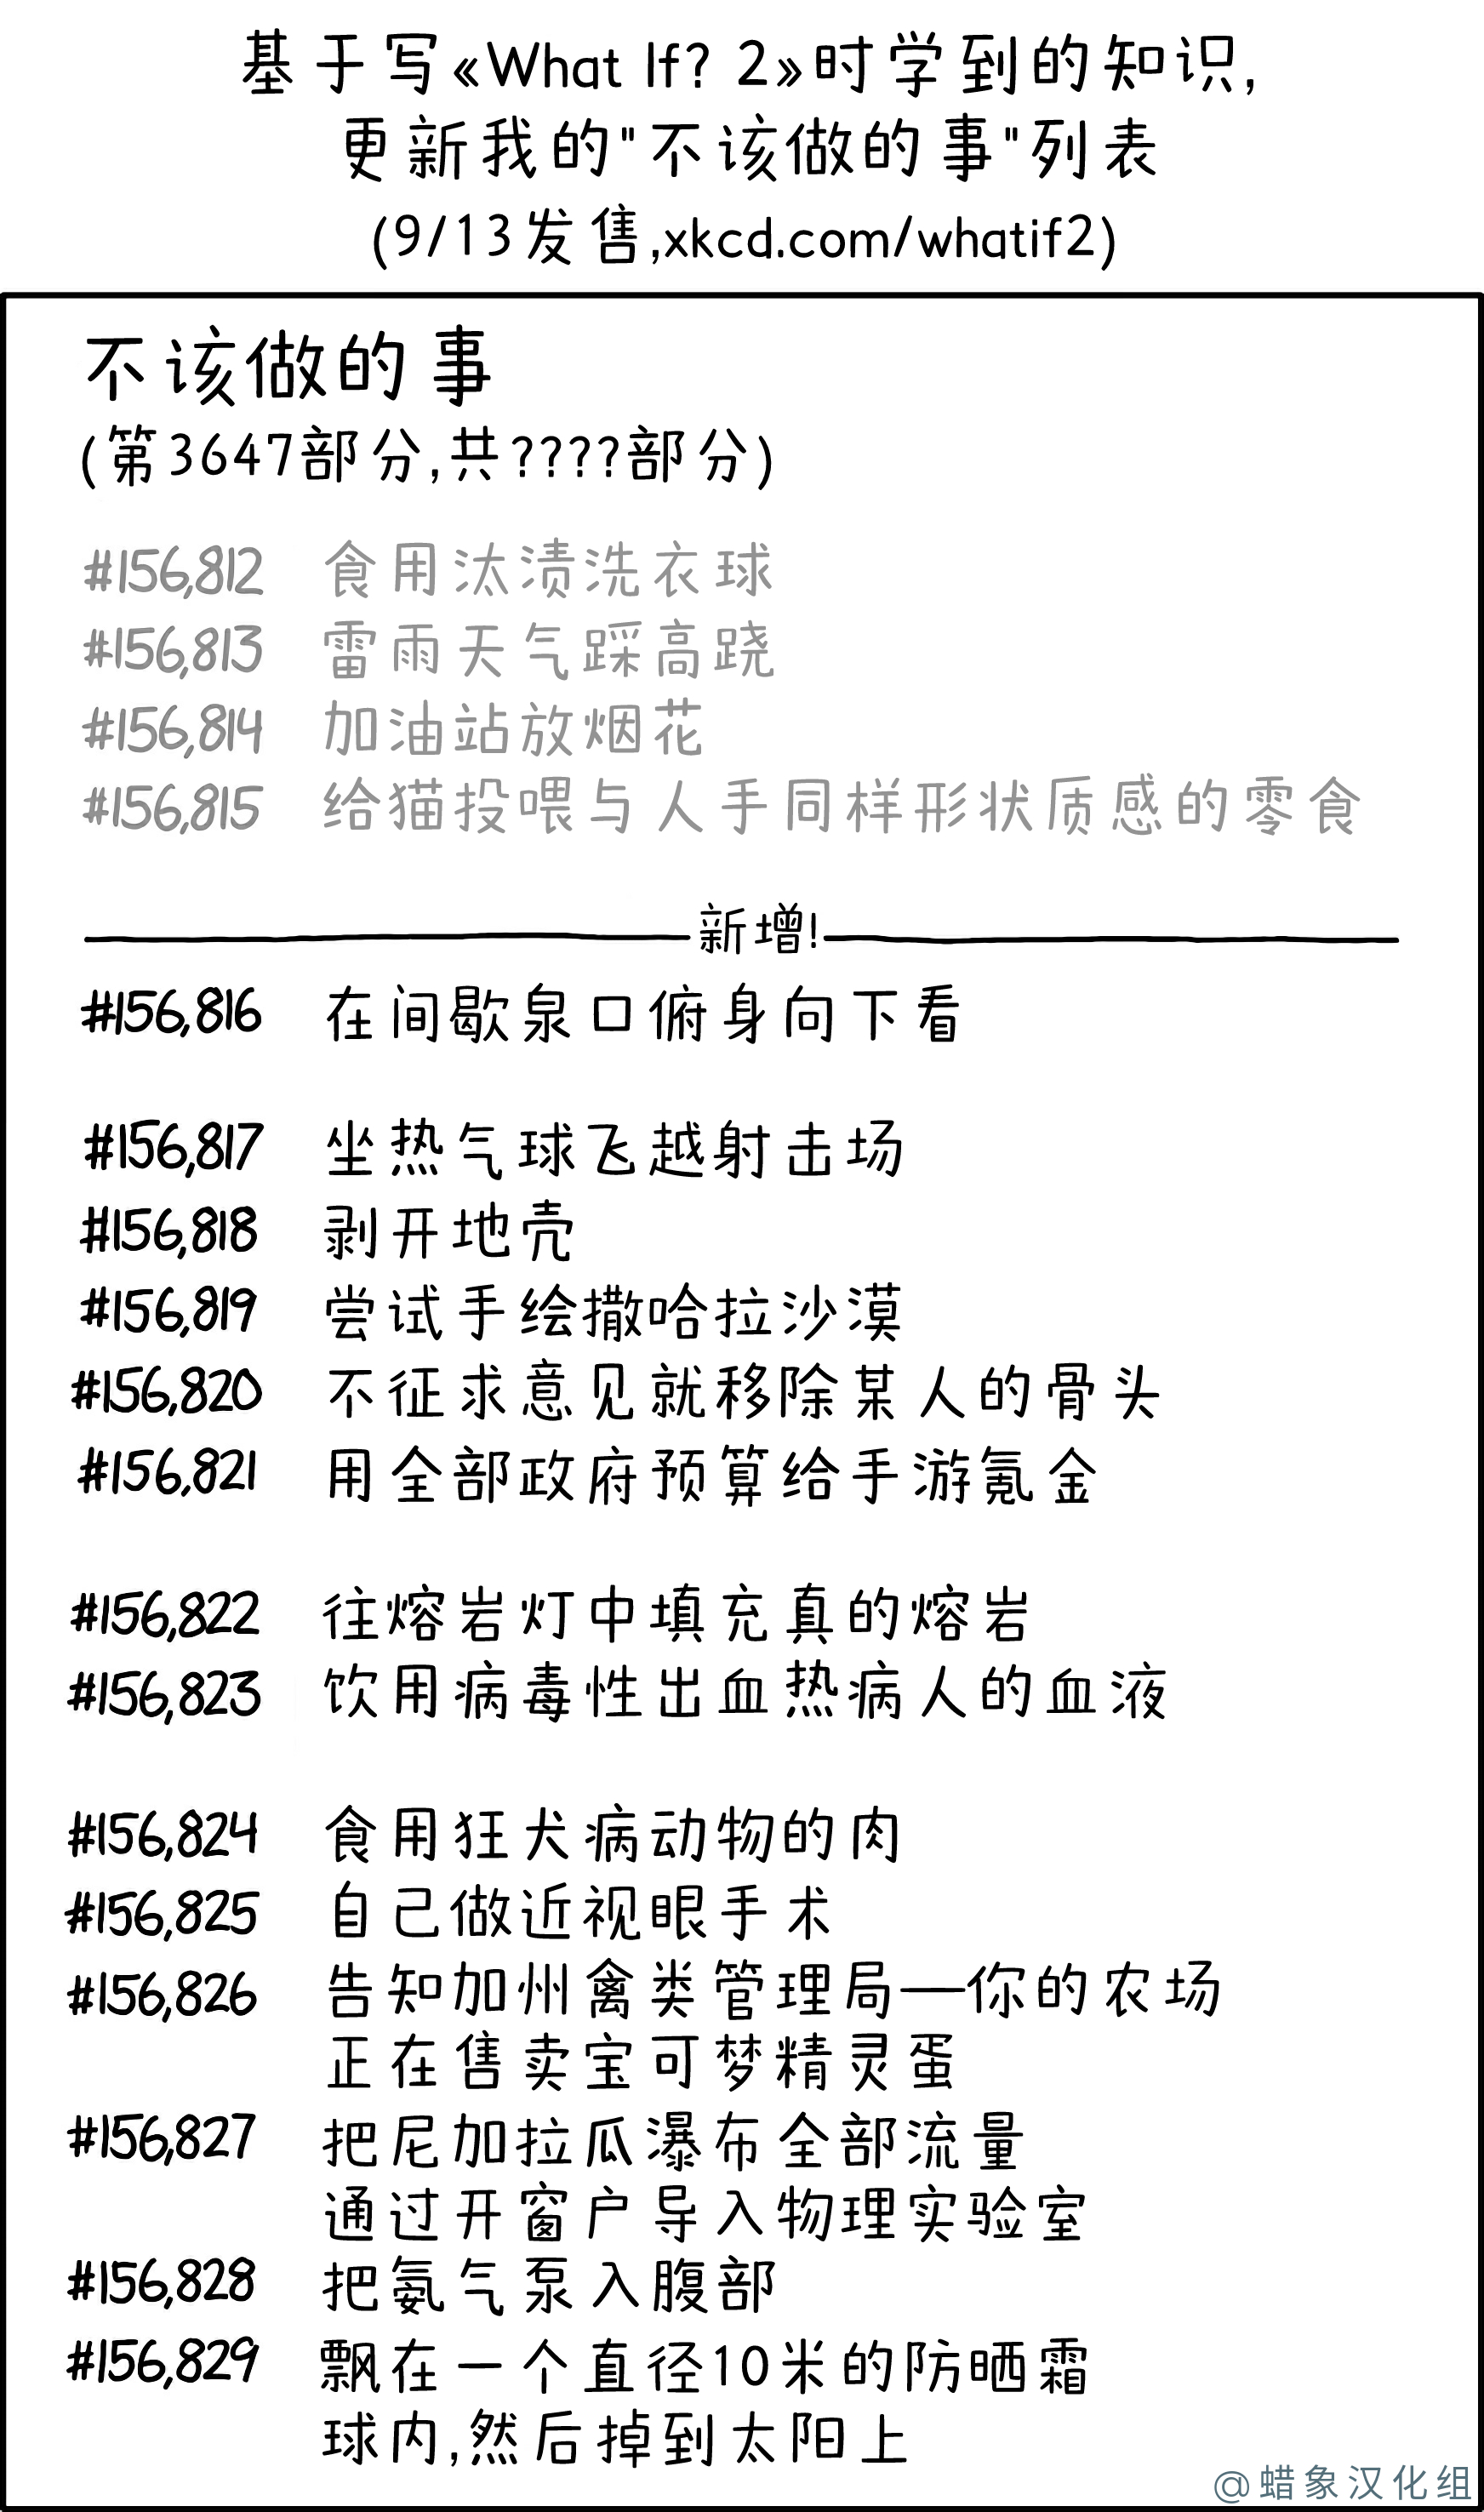 基于写《What If? 2》时学到的知识,
更新我的"不该做的事"列表
(9/13发售,xkcd.com/whatif2)
不该做的事
(第3647部分,共????部分)
#156,812 食用汰渍洗衣球
#156,813 雷雨天气踩高跷
#156,814 加油站放烟花
#156,815 给猫投喂与人手同样形状质感的零食
新增!
#156,816 在间歇泉口俯身向下看
#156,817 坐热气球飞越射击场
#156,818 剥开地壳
#156,819 尝试手绘撒哈拉沙漠
#156,820 不征求意见就移除某人的骨头
#156,821 用全部政府预算给手游氪金
#156,822 往熔岩灯中填充真的熔岩
#156,823 饮用病毒性出血热病人的血液
#156,824 食用狂犬病动物的肉
#156,825 自己做近视眼手术
#156,826 告知加州禽类管理局——你的农场
正在售卖宝可梦精灵蛋
#156,827 把尼加拉瓜瀑布全部流量
通过开窗户导入物理实验室
#156,828 把氨气泵入腹部
#156,829 飘在一个直径10米的防晒霜
球内,然后掉到太阳上
@蜡象汉化组